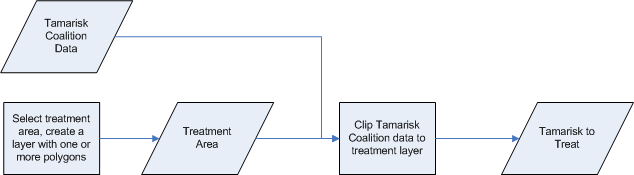 Tamarisk
Coalition
Data
Select treatment
area, create a
layer with one or
more polygons
Treatment
Area
Clip Tamarisk
Coalition data to
treatment layer
Tamarisk to
Treat